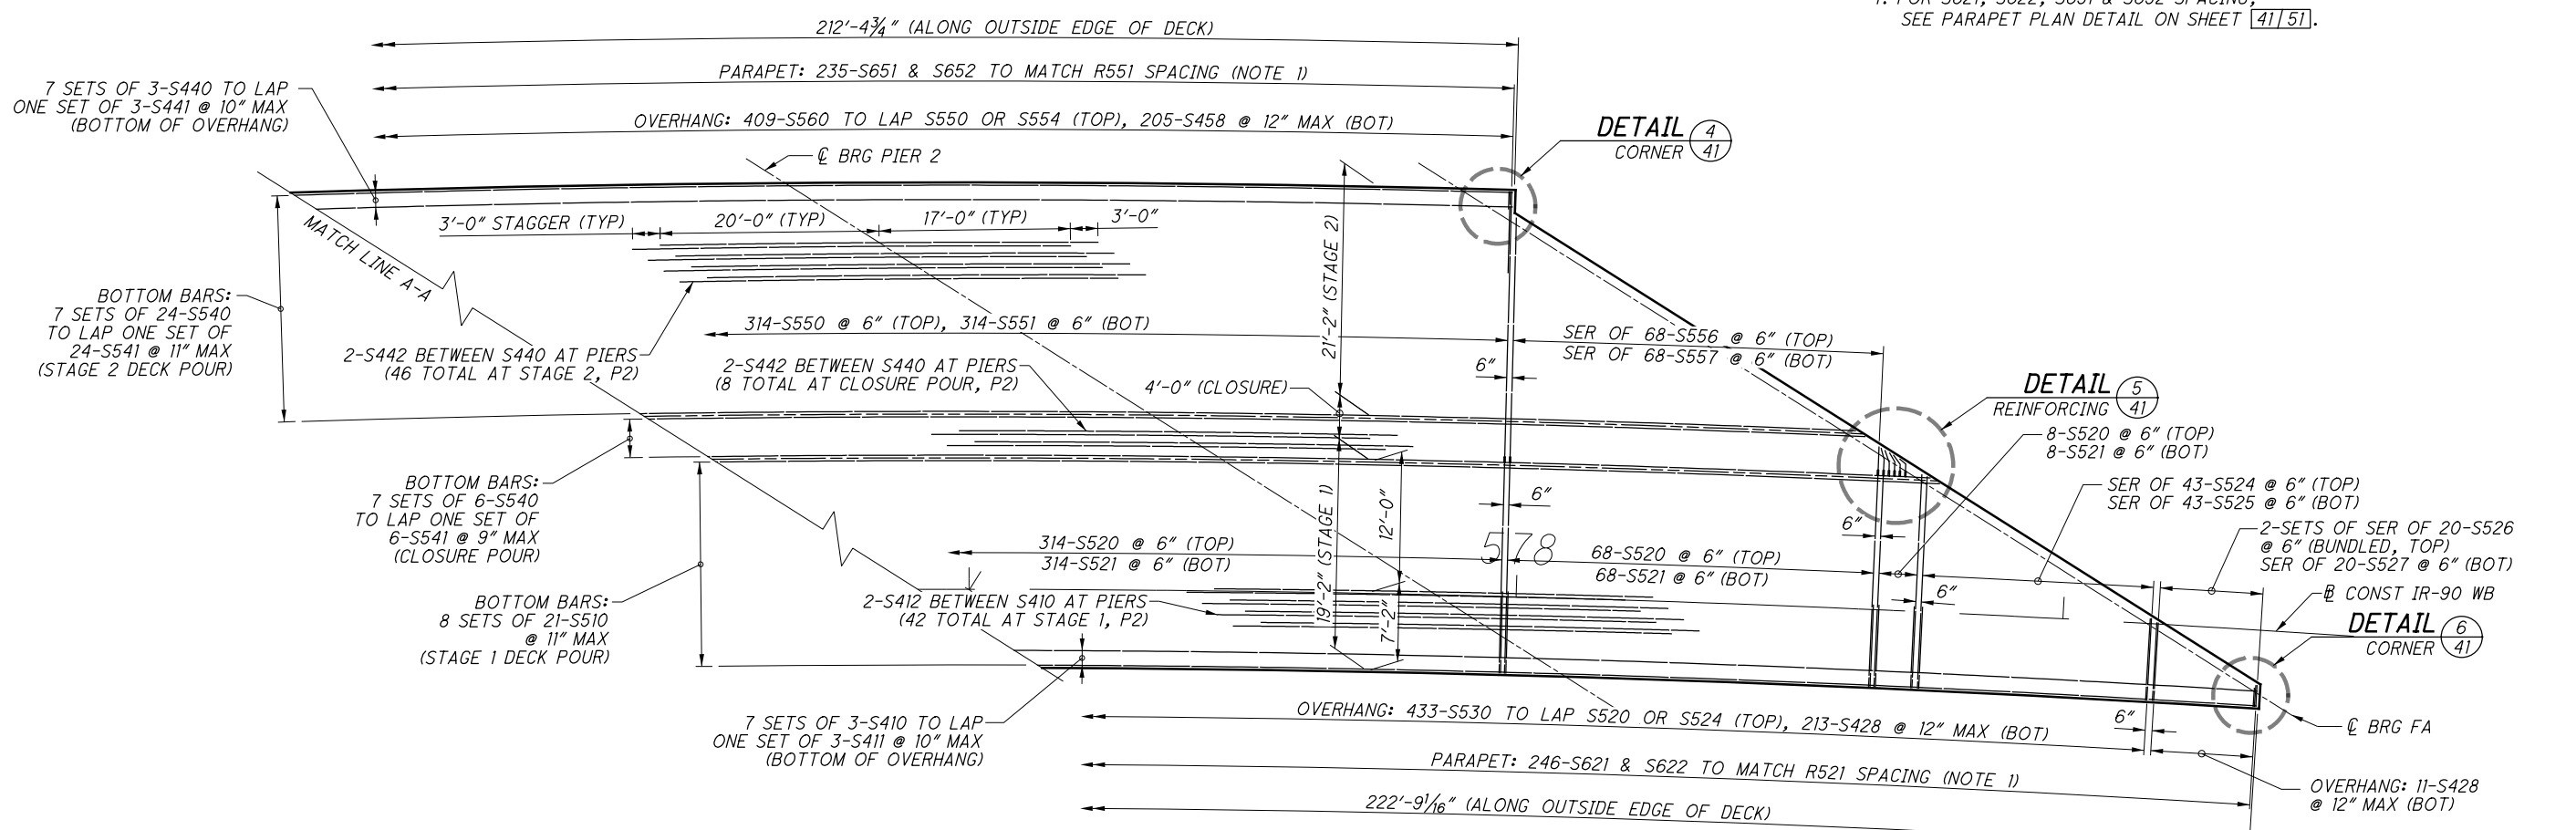 1. FOR S621, S622, S651 & S652 SPACING,
SEE PARAPET PLAN DETAIL ON SHEET 41/51.
212'-4¾" (ALONG OUTSIDE EDGE OF DECK)
PARAPET: 235-S651 & S652 TO MATCH R551 SPACING (NOTE 1)
OVERHANG: 409-S560 TO LAP S550 OR S554 (TOP), 205-S458 @ 12" MAX (BOT)
7 SETS OF 3-S440 TO LAP
ONE SET OF 3-S441 @ 10" MAX
(BOTTOM OF OVERHANG)
℄ BRG PIER 2
DETAIL 4
CORNER 41
MATCH LINE A-A
3'-0" STAGGER (TYP)
20'-0" (TYP)
17'-0" (TYP)
3'-0"
21'-2" (STAGE 2)
BOTTOM BARS:
7 SETS OF 24-S540
TO LAP ONE SET OF
24-S541 @ 11" MAX
(STAGE 2 DECK POUR)
314-S550 @ 6" (TOP), 314-S551 @ 6" (BOT)
SER OF 68-S556 @ 6" (TOP)
SER OF 68-S557 @ 6" (BOT)
2-S442 BETWEEN S440 AT PIERS
(46 TOTAL AT STAGE 2, P2)
2-S442 BETWEEN S440 AT PIERS
(8 TOTAL AT CLOSURE POUR, P2)
6"
4'-0" (CLOSURE)
DETAIL 5
REINFORCING 41
8-S520 @ 6" (TOP)
8-S521 @ 6" (BOT)
BOTTOM BARS:
7 SETS OF 6-S540
TO LAP ONE SET OF
6-S541 @ 9" MAX
(CLOSURE POUR)
6"
12'-0"
19'-2" (STAGE 1)
7'-2"
6"
SER OF 43-S524 @ 6" (TOP)
SER OF 43-S525 @ 6" (BOT)
2-SETS OF SER OF 20-S526
@ 6" (BUNDLED, TOP)
SER OF 20-S527 @ 6" (BOT)
314-S520 @ 6" (TOP)
314-S521 @ 6" (BOT)
578
68-S520 @ 6" (TOP)
68-S521 @ 6" (BOT)
6"
BOTTOM BARS:
8 SETS OF 21-S510
@ 11" MAX
(STAGE 1 DECK POUR)
2-S412 BETWEEN S410 AT PIERS
(42 TOTAL AT STAGE 1, P2)
B CONST IR-90 WB
DETAIL 6
CORNER 41
7 SETS OF 3-S410 TO LAP
ONE SET OF 3-S411 @ 10" MAX
(BOTTOM OF OVERHANG)
OVERHANG: 433-S530 TO LAP S520 OR S524 (TOP), 213-S428 @ 12" MAX (BOT)
6"
℄ BRG FA
PARAPET: 246-S621 & S622 TO MATCH R521 SPACING (NOTE 1)
OVERHANG: 11-S428
@ 12" MAX (BOT)
222'-9 1/16" (ALONG OUTSIDE EDGE OF DECK)